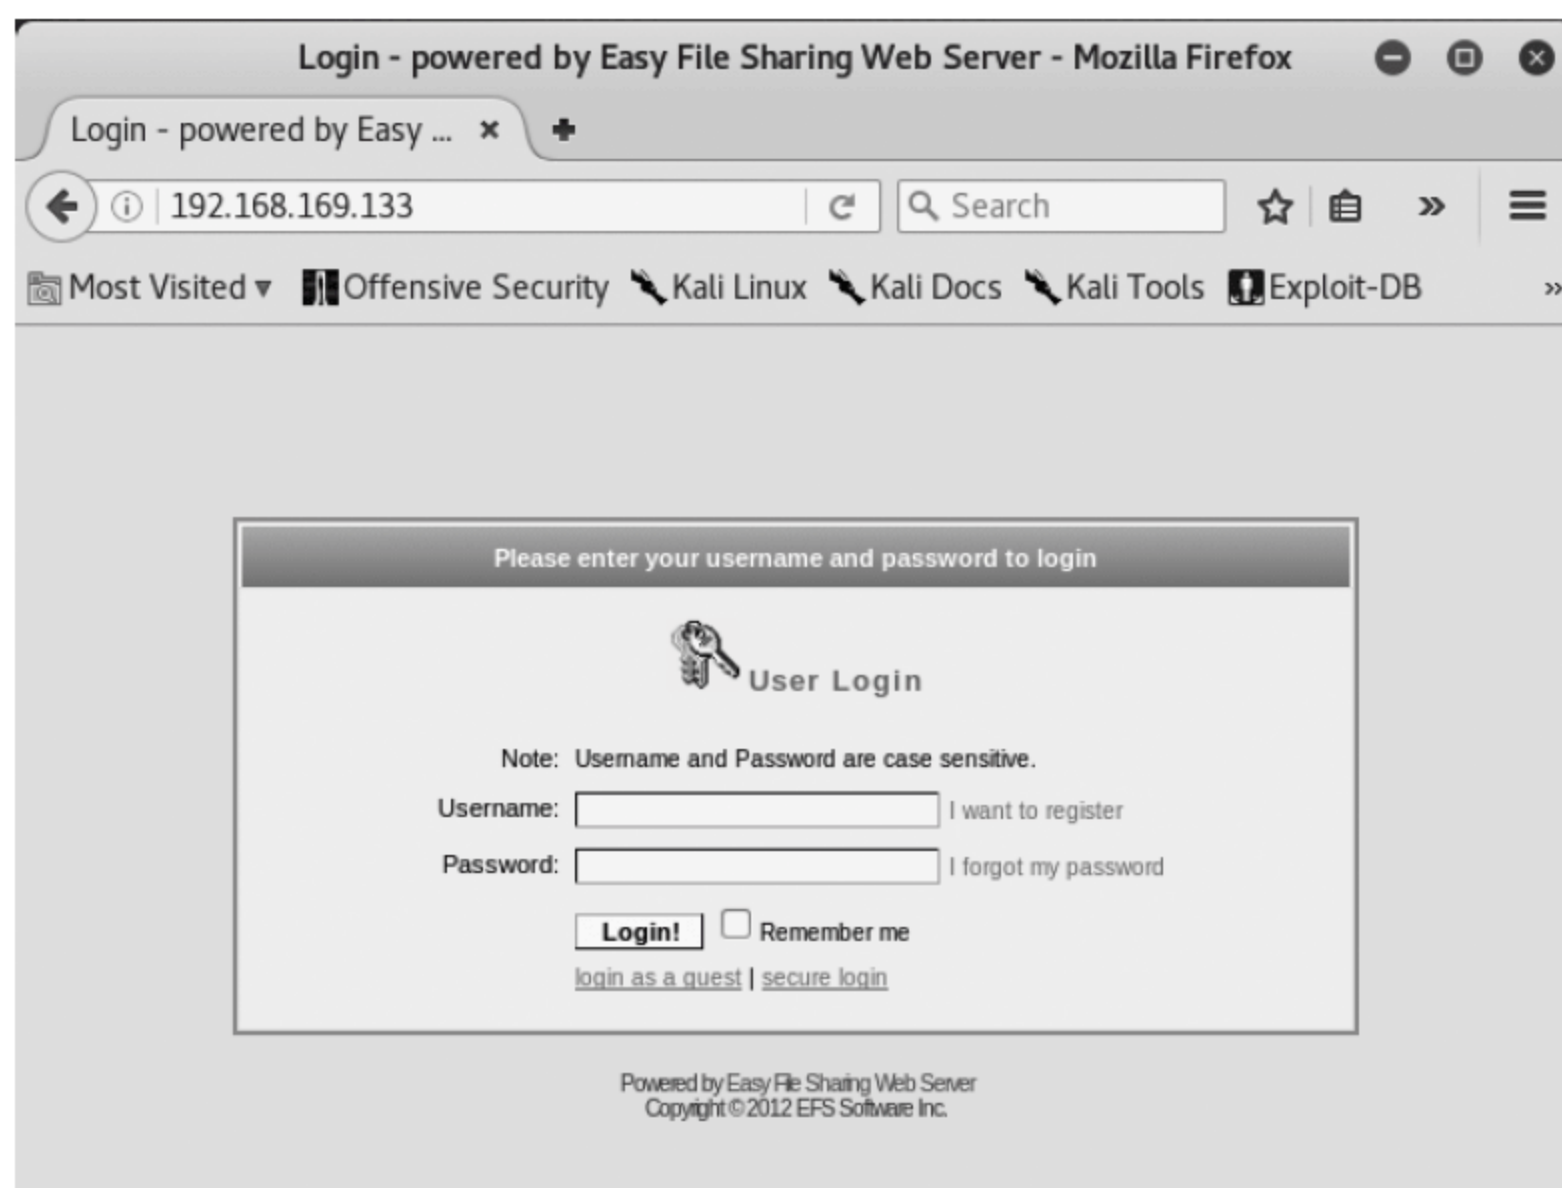 Login - powered by Easy File Sharing Web Server - Mozilla Firefox
Login - powered by Easy ...
192.168.169.133
Search
Most Visited Offensive Security Kali Linux Kali Docs Kali Tools Exploit-DB
Please enter your username and password to login
User Login
Note: Username and Password are case sensitive.
Username: I want to register
Password: I forgot my password
Login! Remember me
login as a guest | secure login
Powered by Easy File Sharing Web Server
Copyright © 2012 EFS Software Inc.